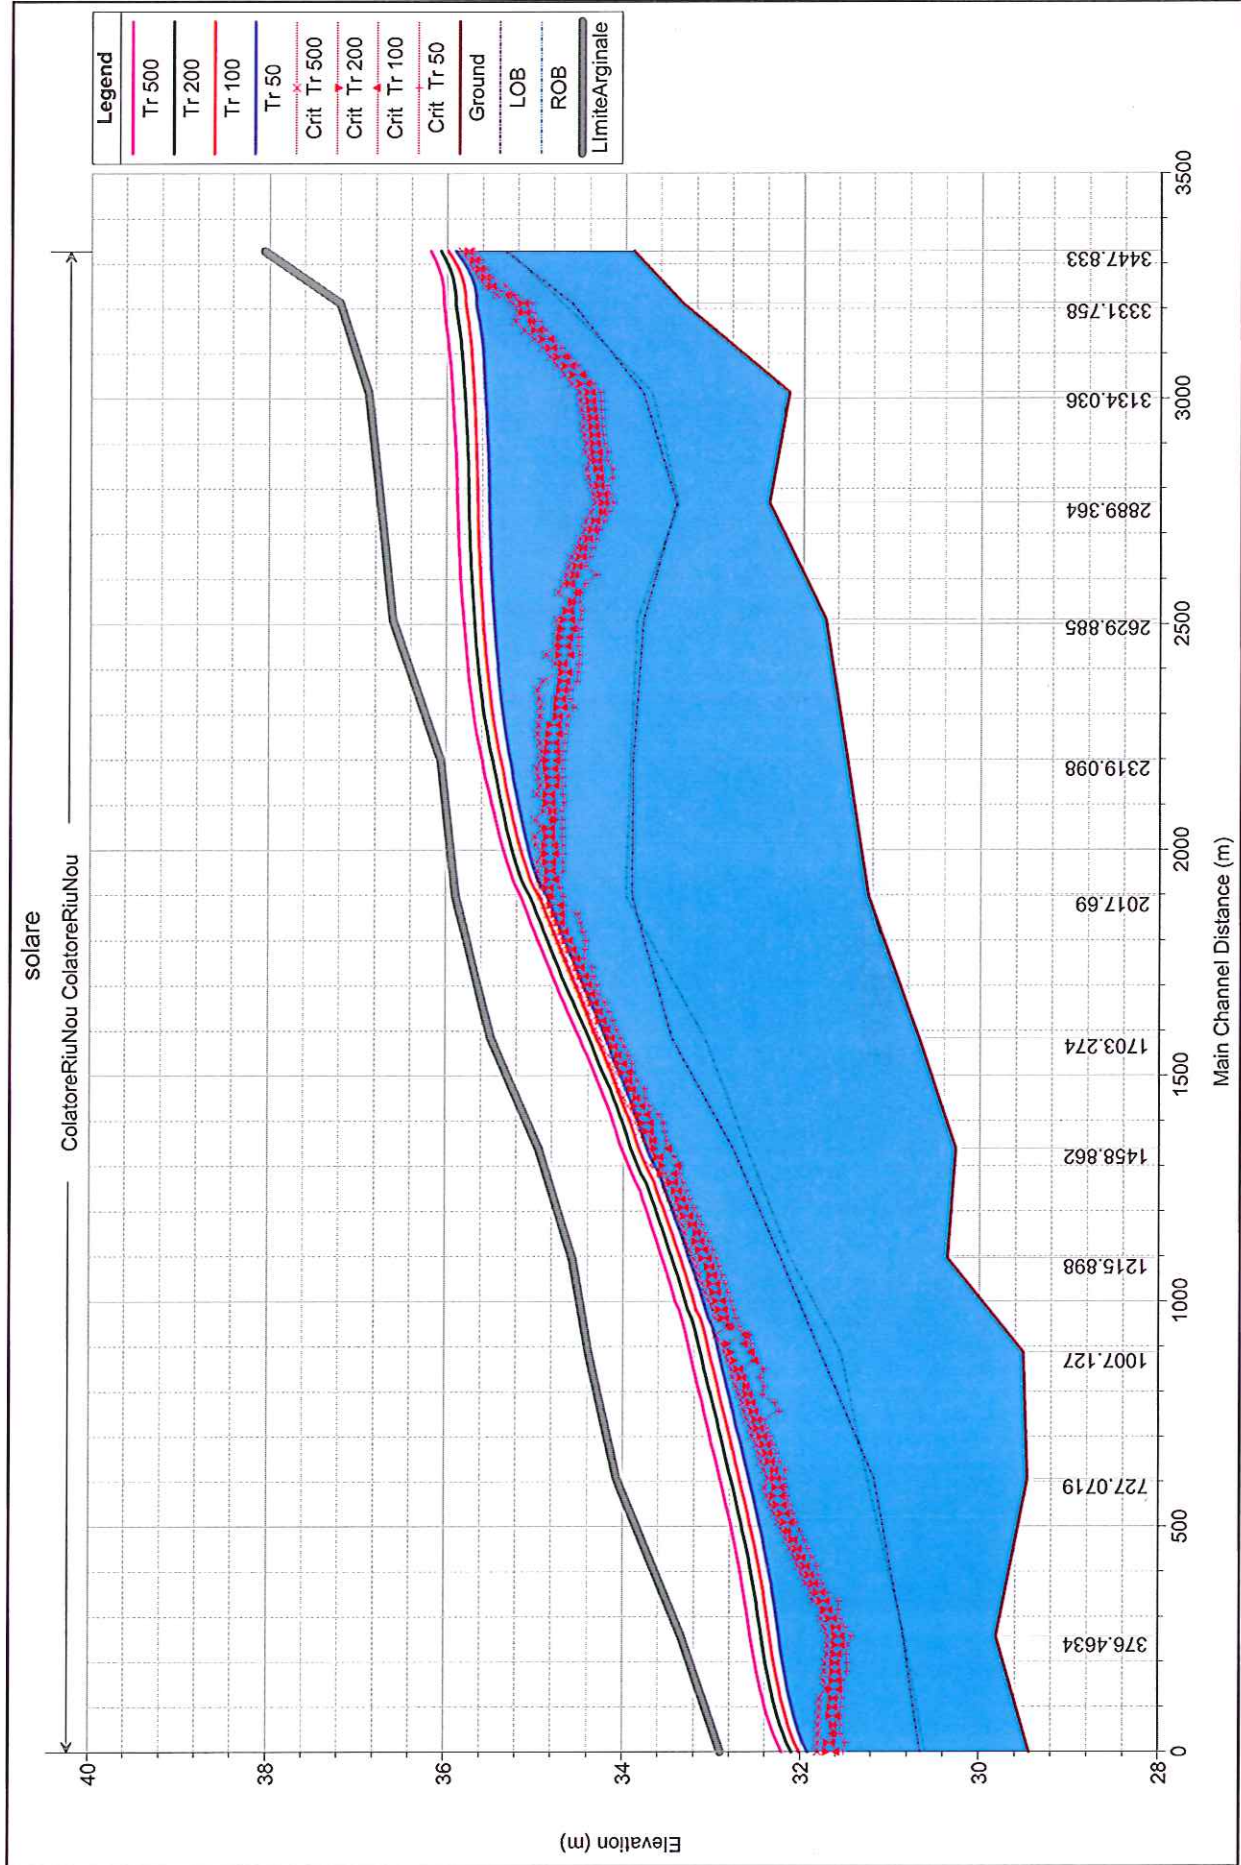 solare
ColatoreRiuNou ColatoreRiuNou
Legend
Tr 500
Tr 200
Tr 100
Tr 50
Crit Tr 500
Crit Tr 200
Crit Tr 100
Crit Tr 50
Ground
LOB
ROB
LImiteArginale
Elevation (m)
40
38
36
34
32
30
28
376.4634
727.0719
1007.127
1215.898
1458.862
1703.274
2017.69
2319.098
2629.885
2889.364
3134.036
3331.758
3447.833
0
500
1000
1500
2000
2500
3000
3500
Main Channel Distance (m)